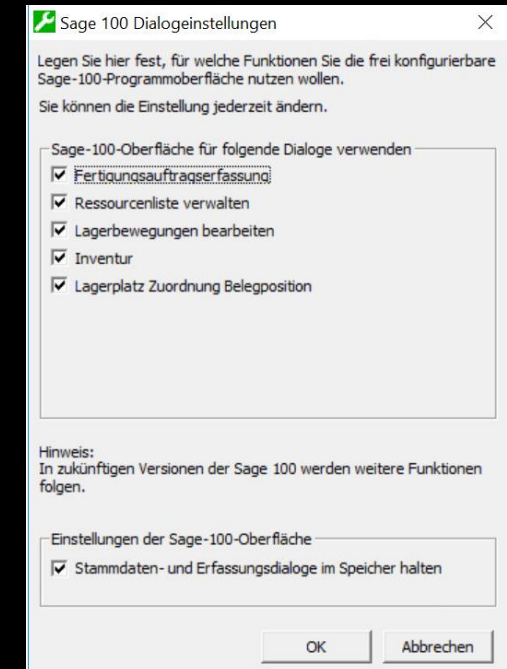 Sage 100 Dialogeinstellungen
Legen Sie hier fest, für welche Funktionen Sie die frei konfigurierbare
Sage-100-Programmoberfläche nutzen wollen.
Sie können die Einstellung jederzeit ändern.
Sage-100-Oberfläche für folgende Dialoge verwenden
Fertigungsauftragserfassung
Ressourcenliste verwalten
Lagerbewegungen bearbeiten
Inventur
Lagerplatz Zuordnung Belegposition
Hinweis:
In zukünftigen Versionen der Sage 100 werden weitere Funktionen
folgen.
Einstellungen der Sage-100-Oberfläche
Stammdaten- und Erfassungsdialoge im Speicher halten
OK Abbrechen